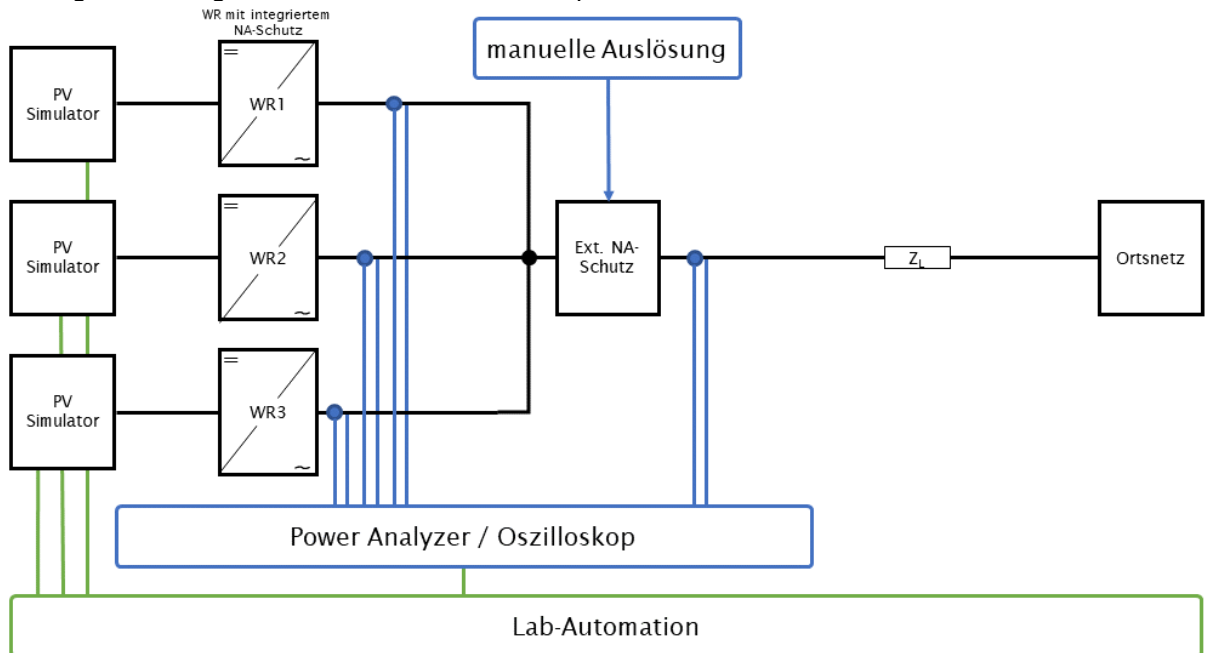 WR mit integriertem
NA-Schutz
manuelle Auslösung
PV
Simulator
=
WR1
~
PV
Simulator
=
WR2
~
Ext. NA-
Schutz
Z_L
Ortsnetz
PV
Simulator
=
WR3
~
Power Analyzer / Oszilloskop
Lab-Automation